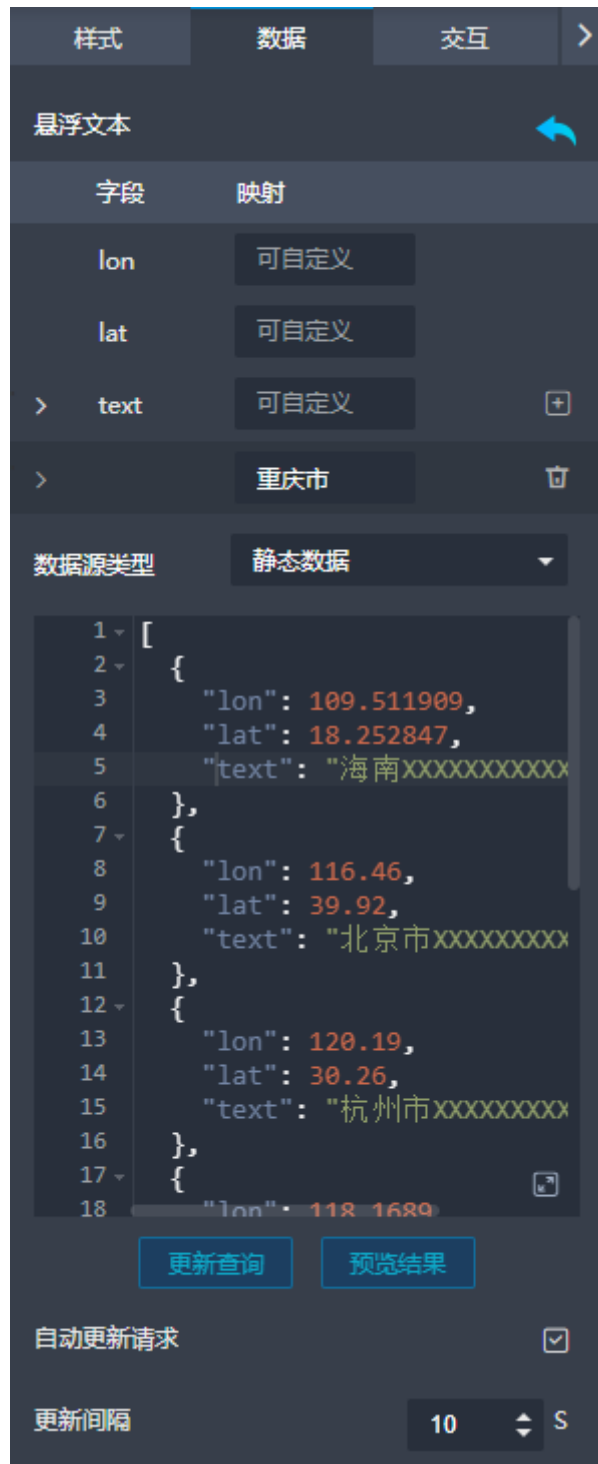 样式 数据 交互
悬浮文本
字段 映射
lon 可自定义
lat 可自定义
text 可自定义
重庆市
数据源类型 静态数据
1 [
2 {
3 "lon": 109.511909,
4 "lat": 18.252847,
5 "text": "海南XXXXXXXXXXX
6 },
7 {
8 "lon": 116.46,
9 "lat": 39.92,
10 "text": "北京市XXXXXXXXX
11 },
12 {
13 "lon": 120.19,
14 "lat": 30.26,
15 "text": "杭州市XXXXXXXXX
16 },
17 {
18 "lon": 118.1689
更新查询 预览结果
自动更新请求
更新间隔 10 S